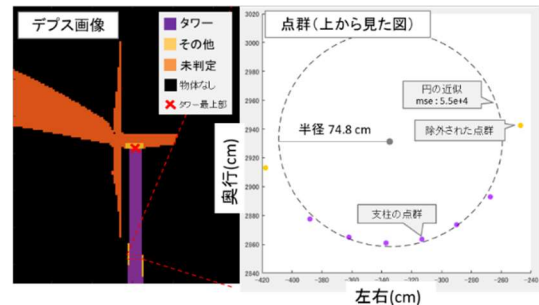 デプス画像
タワー
その他
未判定
物体なし
タワー最上部
点群(上から見た図)
円の近似
mse : 5.5e+4
除外された点群
半径 74.8 cm
支柱の点群
奥行(cm)
左右(cm)
3000
2980
2960
2940
2920
2900
2880
2860
2840
-420 -400 -380 -360 -340 -320 -300 -280 -260 -240